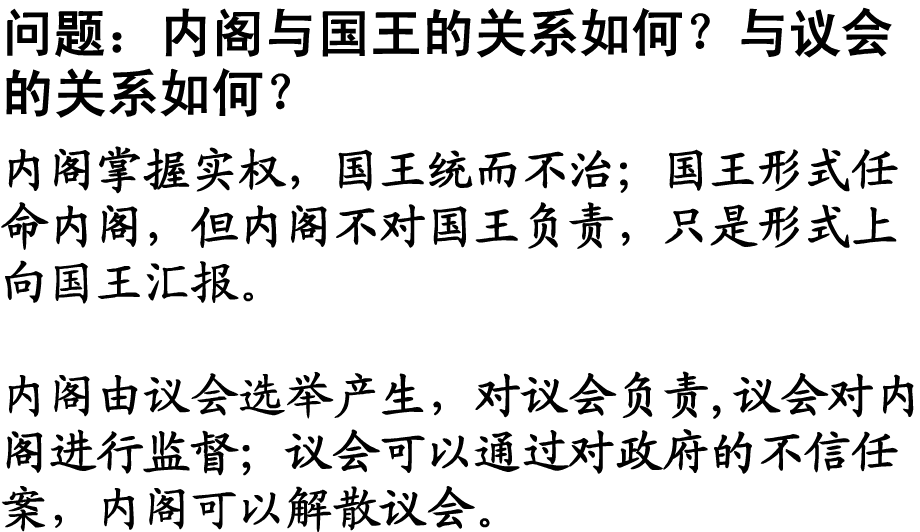 问题：内阁与国王的关系如何？与议会
的关系如何？
内阁掌握实权，国王统而不治；国王形式任
命内阁，但内阁不对国王负责，只是形式上
向国王汇报。
内阁由议会选举产生，对议会负责,议会对内
阁进行监督；议会可以通过对政府的不信任
案，内阁可以解散议会。